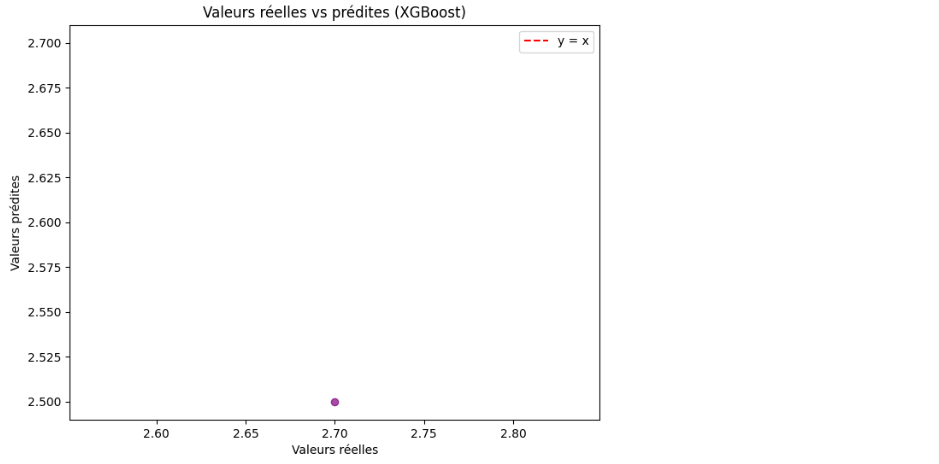 Valeurs réelles vs prédites (XGBoost)
y = x
2.700
2.675
2.650
2.625
2.600
2.575
2.550
2.525
2.500
Valeurs prédites
2.60 2.65 2.70 2.75 2.80
Valeurs réelles